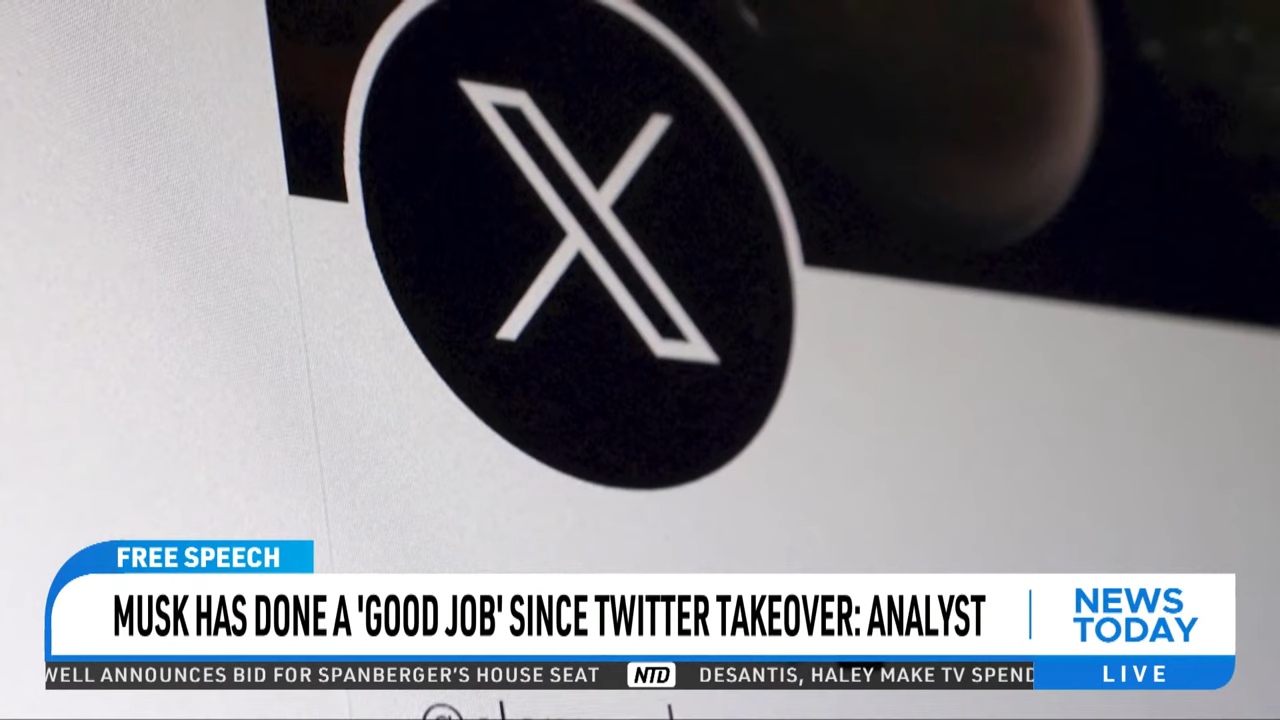 X
FREE SPEECH
MUSK HAS DONE A 'GOOD JOB' SINCE TWITTER TAKEOVER: ANALYST
NEWS
TODAY
WELL ANNOUNCES BID FOR SPANBERGER'S HOUSE SEAT NTD DESANTIS, HALEY MAKE TV SPEND
LIVE